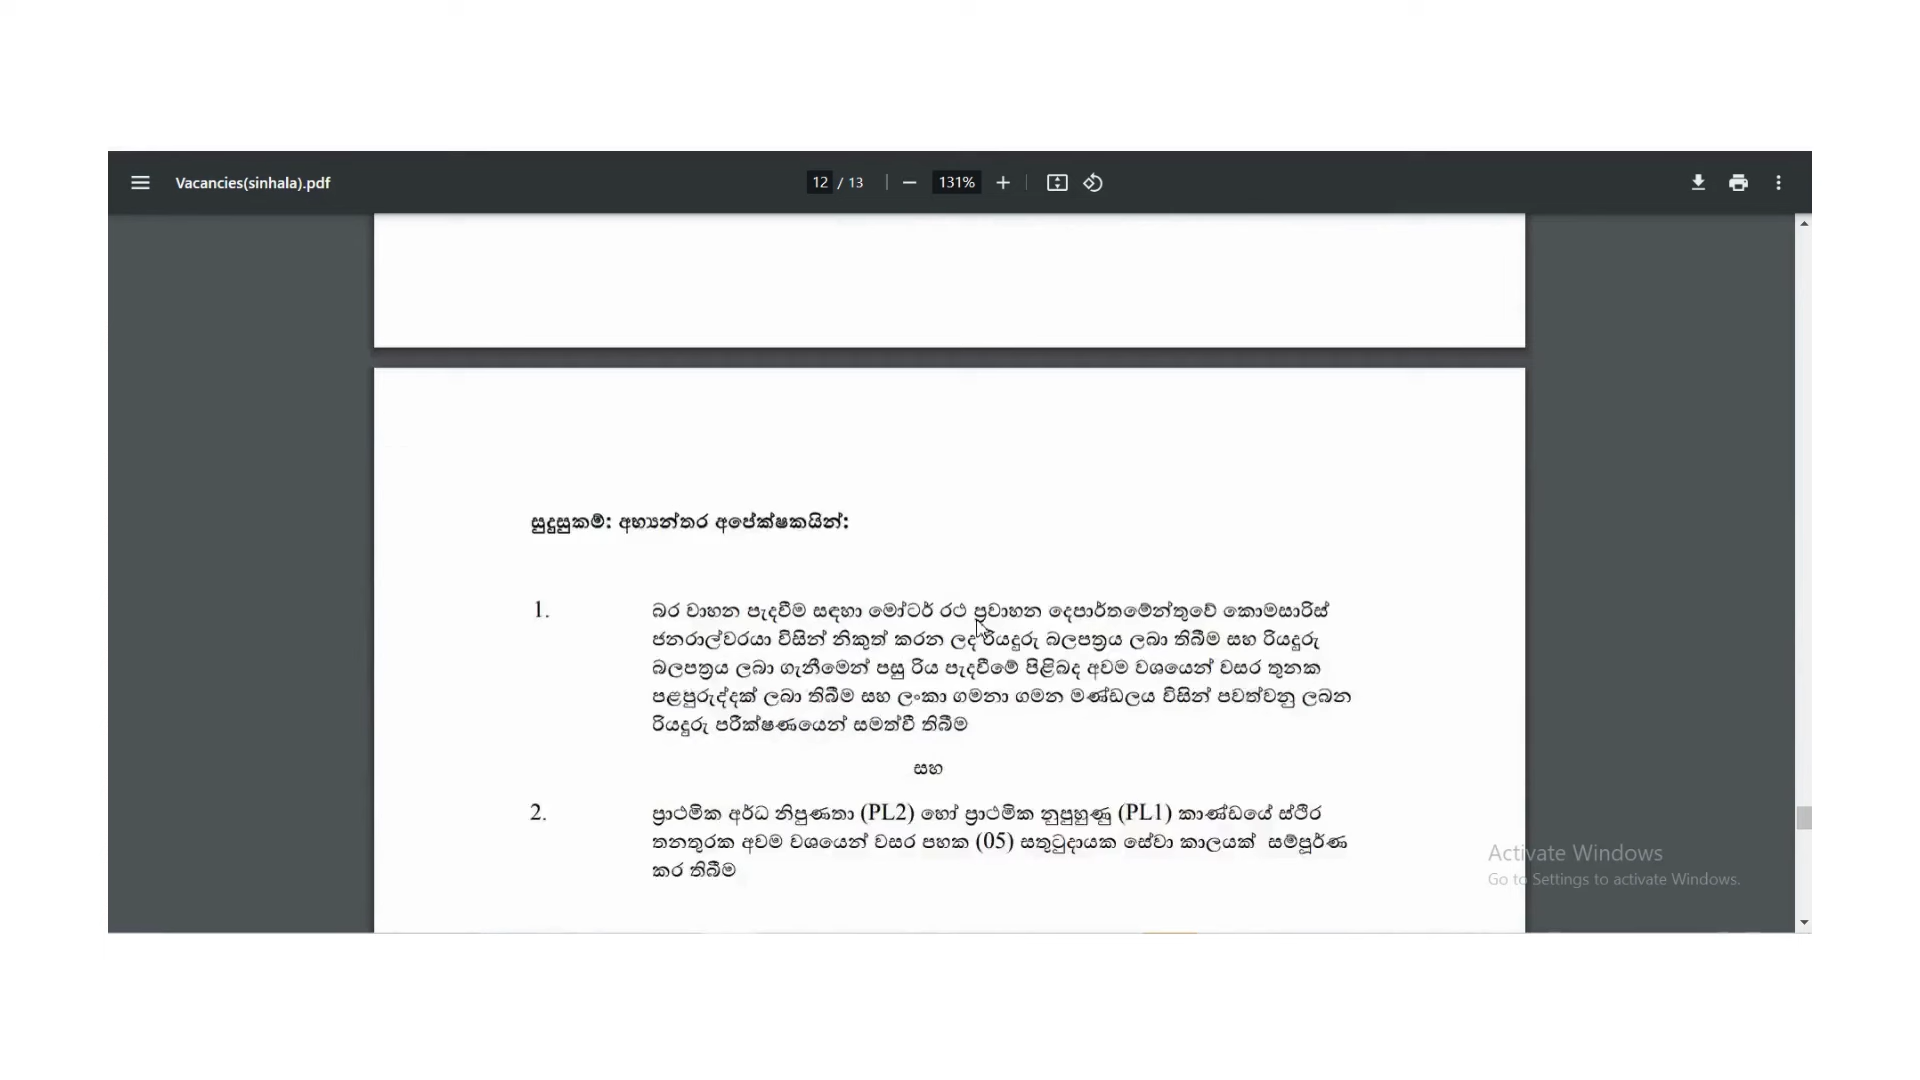 Vacancies(sinhala).pdf
12 / 13
131%
සුදුසුකම්: අභ්‍යන්තර අපේක්ෂකයින්:
1. බර වාහන පැදවීම සඳහා මෝටර් රථ ප්‍රවාහන දෙපාර්තමේන්තුවේ කොමසාරිස්
ජනරාල්වරයා විසින් නිකුත් කරන ලද රියදුරු බලපත්‍රය ලබා තිබීම සහ රියදුරු
බලපත්‍රය ලබා ගැනීමෙන් පසු රිය පැදවීමේ පිළිබද අවම වශයෙන් වසර තුනක
පළපුරුද්දක් ලබා තිබීම සහ ලංකා ගමනා ගමන මණ්ඩලය විසින් පවත්වනු ලබන
රියදුරු පරීක්ෂණයෙන් සමත්වී තිබීම
සහ
2. ප්‍රාථමික අර්ධ නිපුණතා (PL2) හෝ ප්‍රාථමික නුපුහුණු (PL1) කාණ්ඩයේ ස්ථිර
තනතුරක අවම වශයෙන් වසර පහක (05) සතුටුදායක සේවා කාලයක් සම්පූර්ණ
කර තිබීම
Activate Windows
Go to Settings to activate Windows.